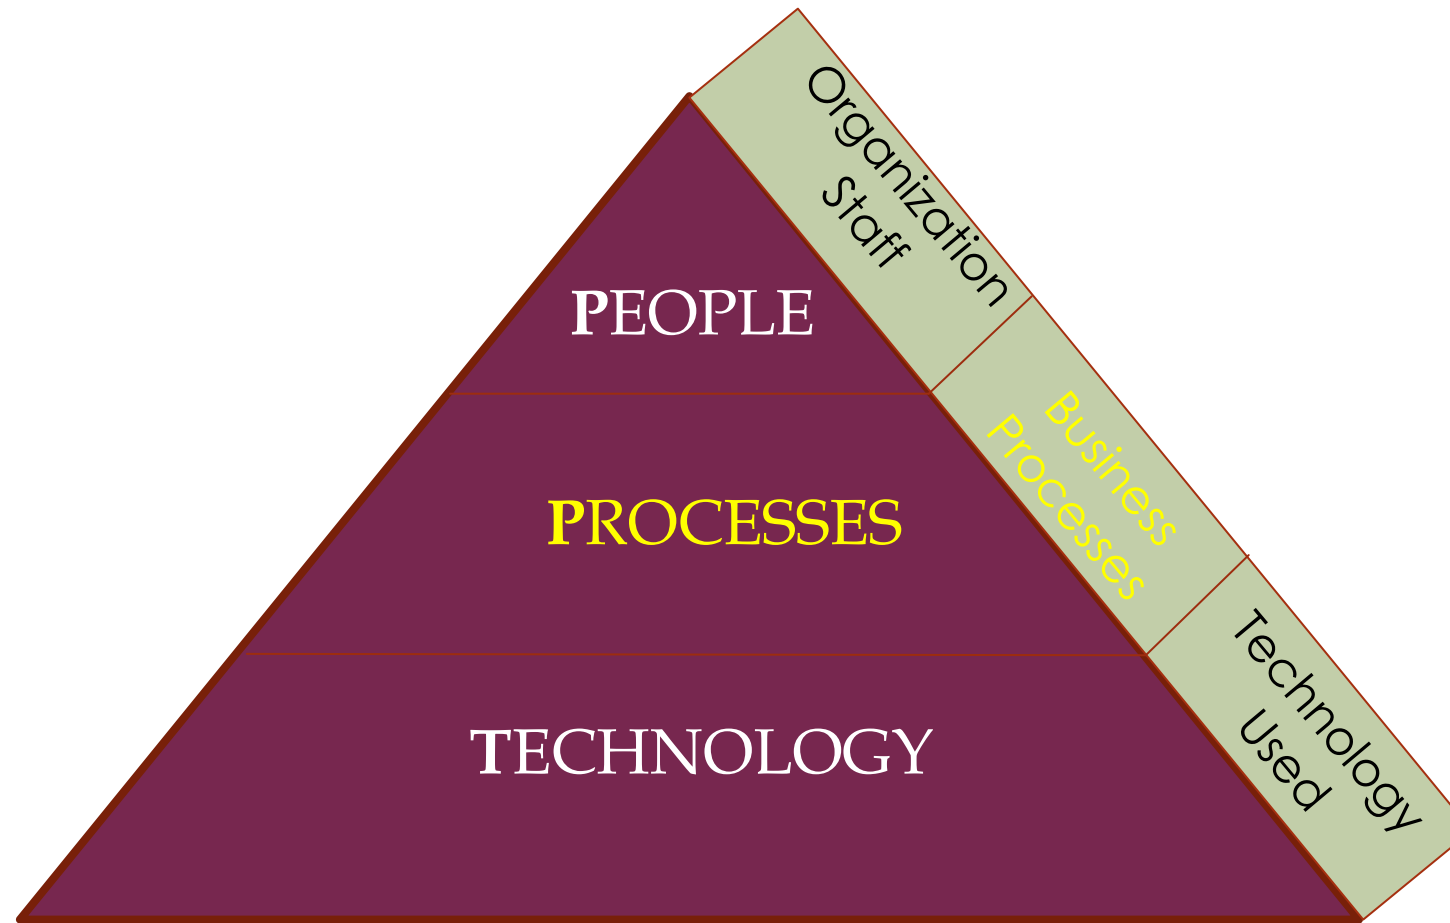 Organization
Staff
PEOPLE
Business
Processes
PROCESSES
Technology
Used
TECHNOLOGY